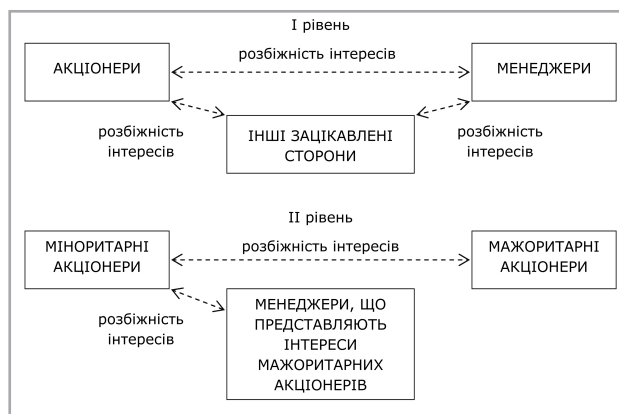 І рівень
розбіжність інтересів
АКЦІОНЕРИ
МЕНЕДЖЕРИ
розбіжність
інтересів
ІНШІ ЗАЦІКАВЛЕНІ
СТОРОНИ
розбіжність
інтересів
ІІ рівень
розбіжність інтересів
МІНОРИТАРНІ
АКЦІОНЕРИ
МАЖОРИТАРНІ
АКЦІОНЕРИ
розбіжність
інтересів
МЕНЕДЖЕРИ, ЩО
ПРЕДСТАВЛЯЮТЬ
ІНТЕРЕСИ
МАЖОРИТАРНИХ
АКЦІОНЕРІВ